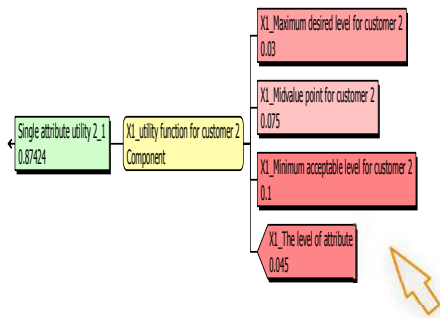 X1_Maximum desired level for customer 2
0.03
X1_Midvalue point for customer 2
0.075
Single attribute utility 2_1
0.87424
X1_utility function for customer 2
Component
X1_Minimum acceptable level for customer 2
0.1
X1_The level of attribute
0.045